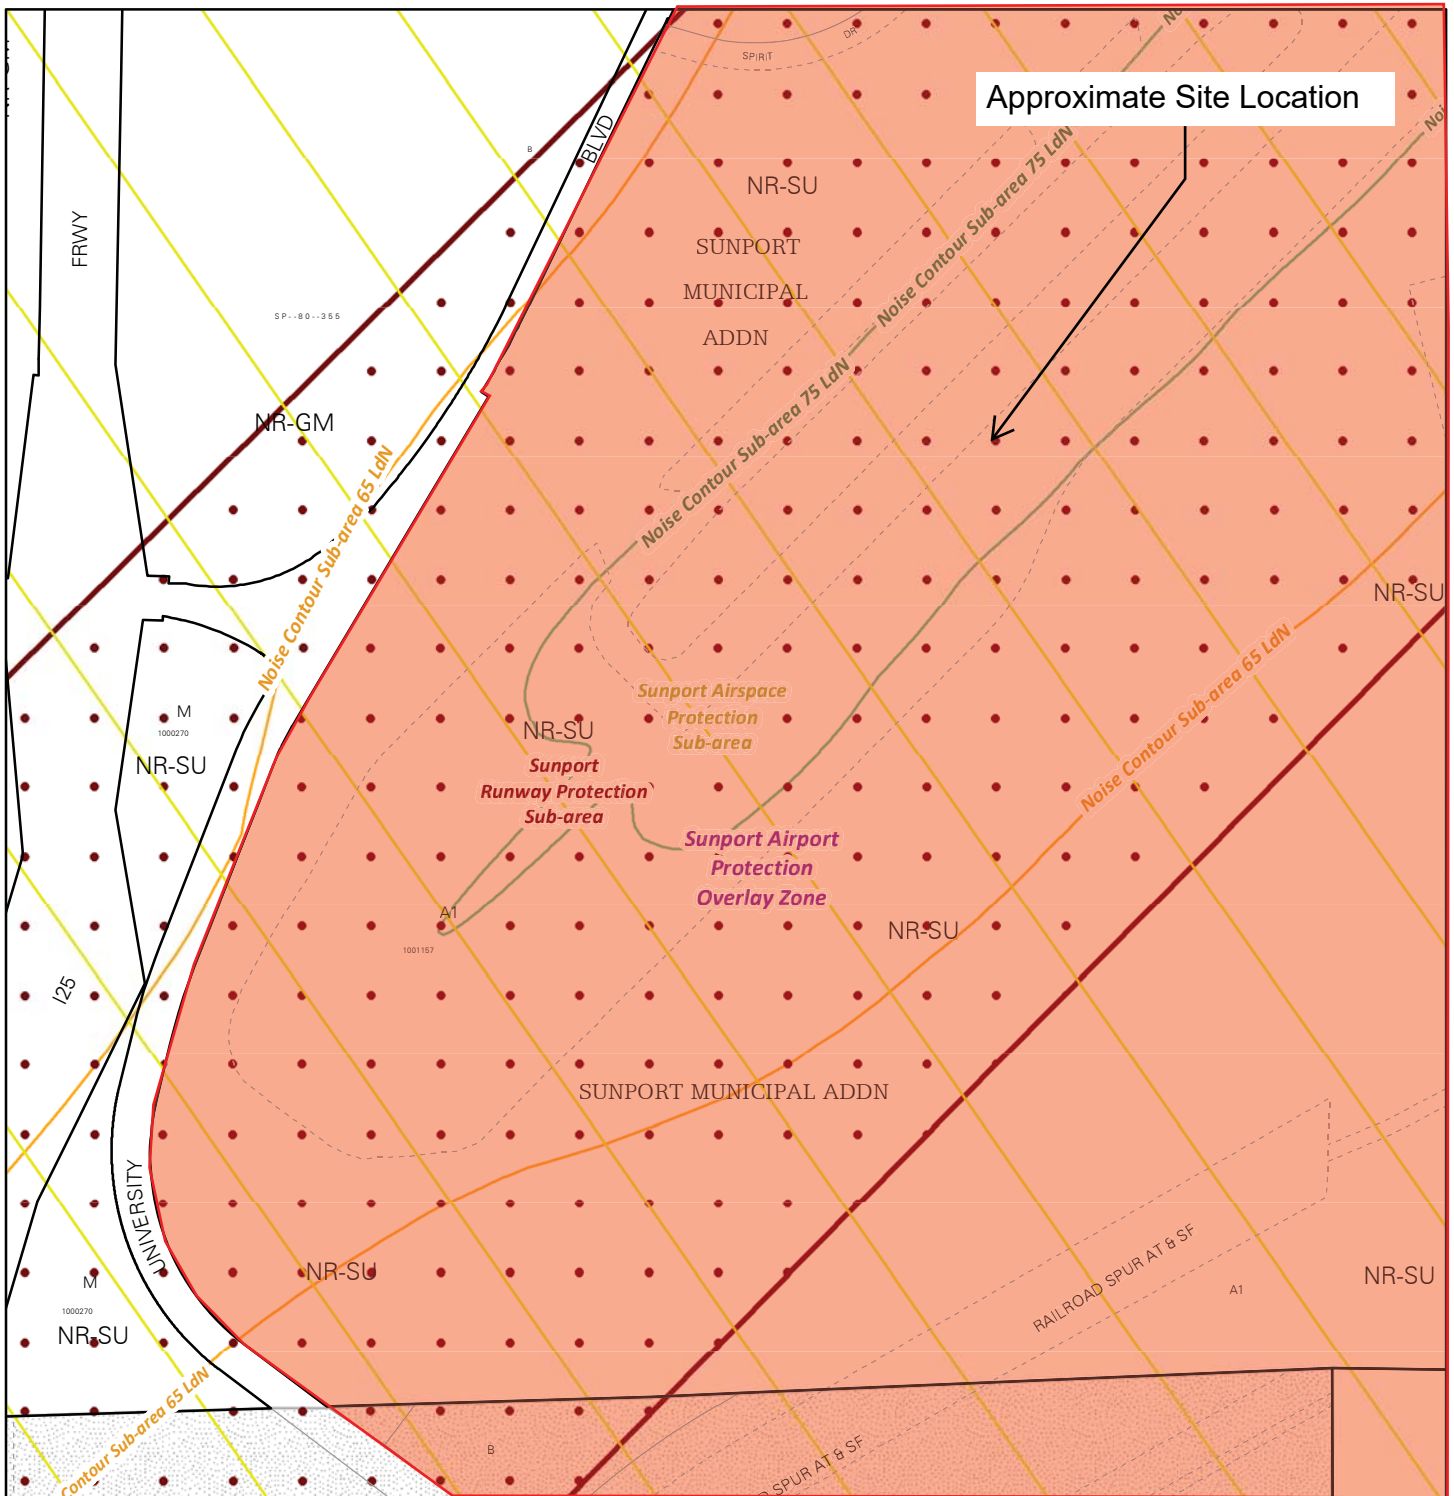 SPIRIT
DR
Approximate Site Location
BLVD
B
NR-SU
SUNPORT
MUNICIPAL
ADDN
FRWY
SP--80--355
Noise Contour Sub-area 75 LdN
Noise Contour Sub-area 75 LdN
NR-GM
Noise Contour Sub-area 65 LdN
NR-SU
Noise Contour Sub-area 65 LdN
Sunport Airspace
Protection
Sub-area
M
1000270
NR-SU
NR-SU
Sunport
Runway Protection
Sub-area
Sunport Airport
Protection
Overlay Zone
A1
1001157
NR-SU
I25
SUNPORT MUNICIPAL ADDN
UNIVERSITY
NR-SU
RAILROAD SPUR AT & SF
A1
NR-SU
M
1000270
NR-SU
Contour Sub-area 65 LdN
B
SPUR AT & SF